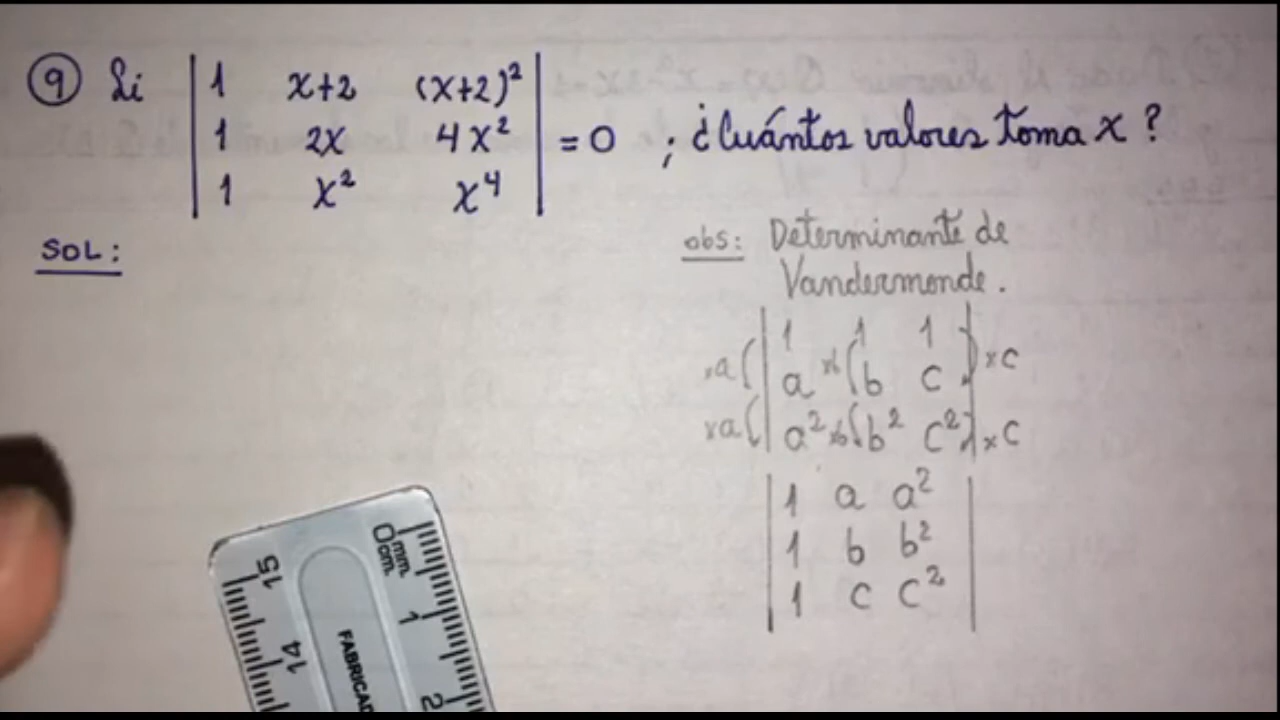 9 Si | 1 x+2 (x+2)² |
| 1 2x 4x² | = 0 ; ¿Cuántos valores toma x ?
| 1 x² x⁴ |
SOL:
obs: Determinante de
Vandermonde.
| 1 1 1 |
×a ( | a ×b ( b c | ) ×c
×a ( | a² ×b ( b² c² | ) ×c
| 1 a a² |
| 1 b b² |
| 1 c c² |
0 mm. cm. 1 2
15 14
FABRICAD